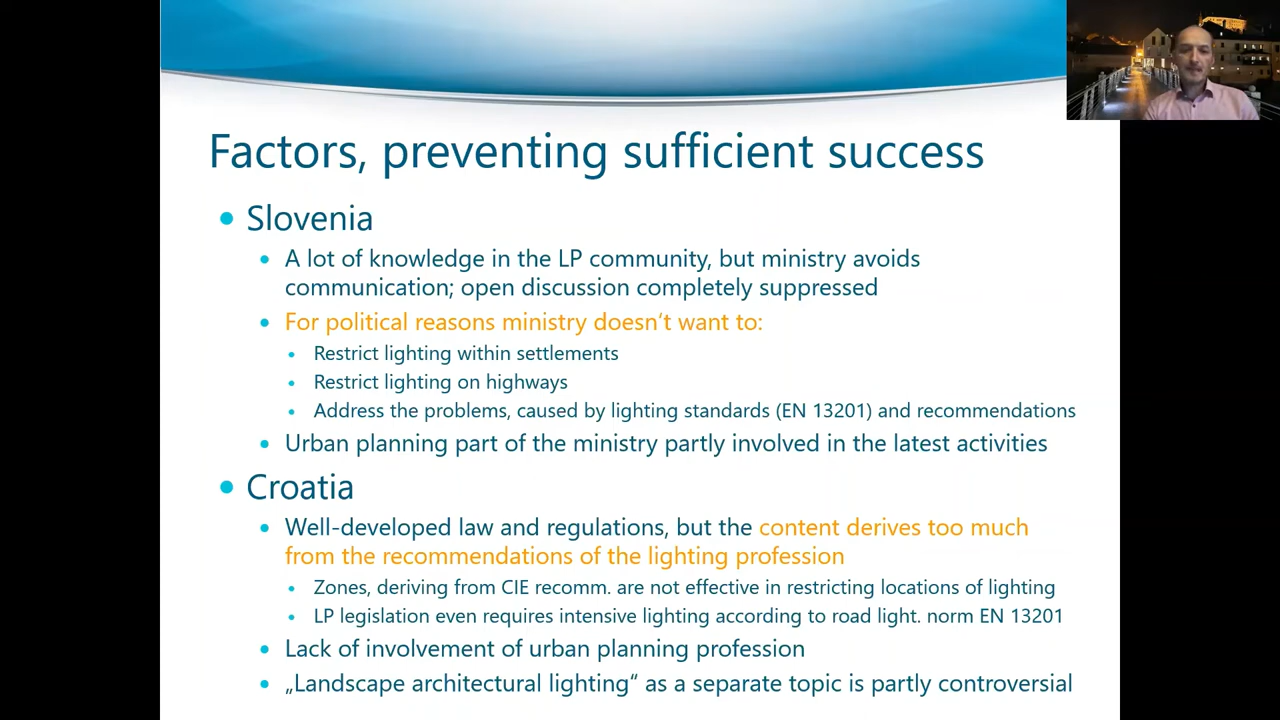 Factors, preventing sufficient success
• Slovenia
• A lot of knowledge in the LP community, but ministry avoids
communication; open discussion completely suppressed
• For political reasons ministry doesn't want to:
• Restrict lighting within settlements
• Restrict lighting on highways
• Address the problems, caused by lighting standards (EN 13201) and recommendations
• Urban planning part of the ministry partly involved in the latest activities
• Croatia
• Well-developed law and regulations, but the content derives too much
from the recommendations of the lighting profession
• Zones, deriving from CIE recomm. are not effective in restricting locations of lighting
• LP legislation even requires intensive lighting according to road light. norm EN 13201
• Lack of involvement of urban planning profession
• „Landscape architectural lighting“ as a separate topic is partly controversial